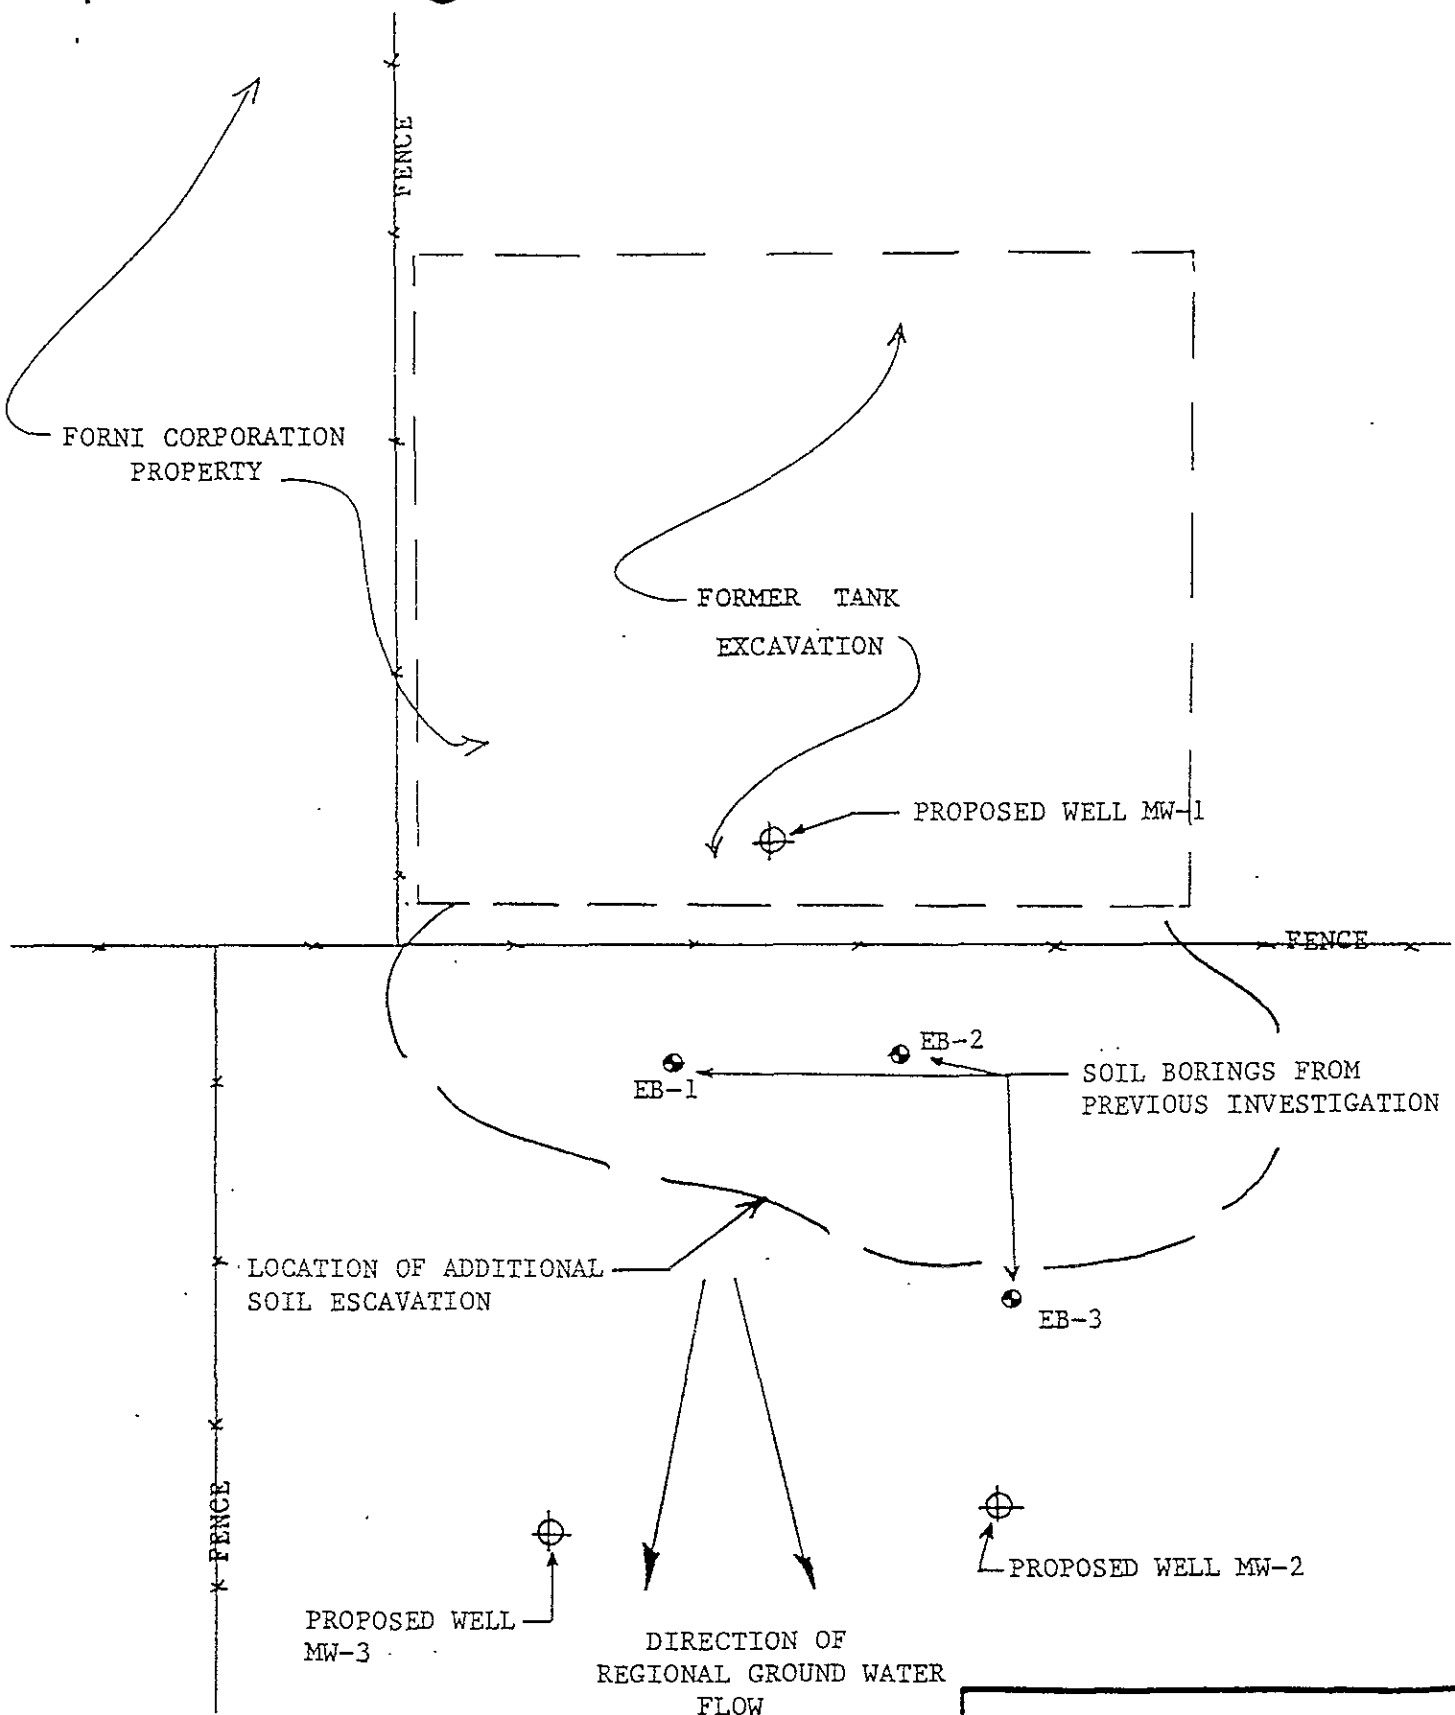 FENCE
FORNI CORPORATION
PROPERTY
FORMER TANK
EXCAVATION
PROPOSED WELL MW-1
FENCE
EB-2
EB-1
SOIL BORINGS FROM
PREVIOUS INVESTIGATION
LOCATION OF ADDITIONAL
SOIL ESCAVATION
EB-3
FENCE
PROPOSED WELL MW-2
PROPOSED WELL
MW-3
DIRECTION OF
REGIONAL GROUND WATER
FLOW